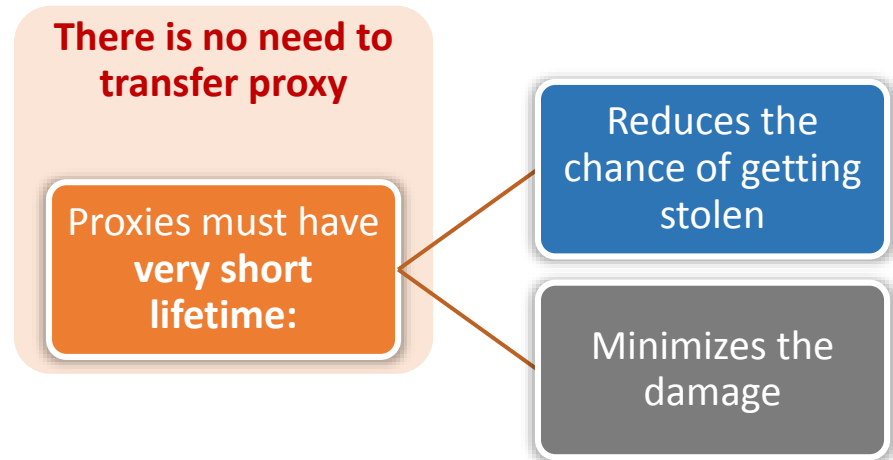 There is no need to
transfer proxy
Proxies must have
very short
lifetime:
Reduces the
chance of getting
stolen
Minimizes the
damage